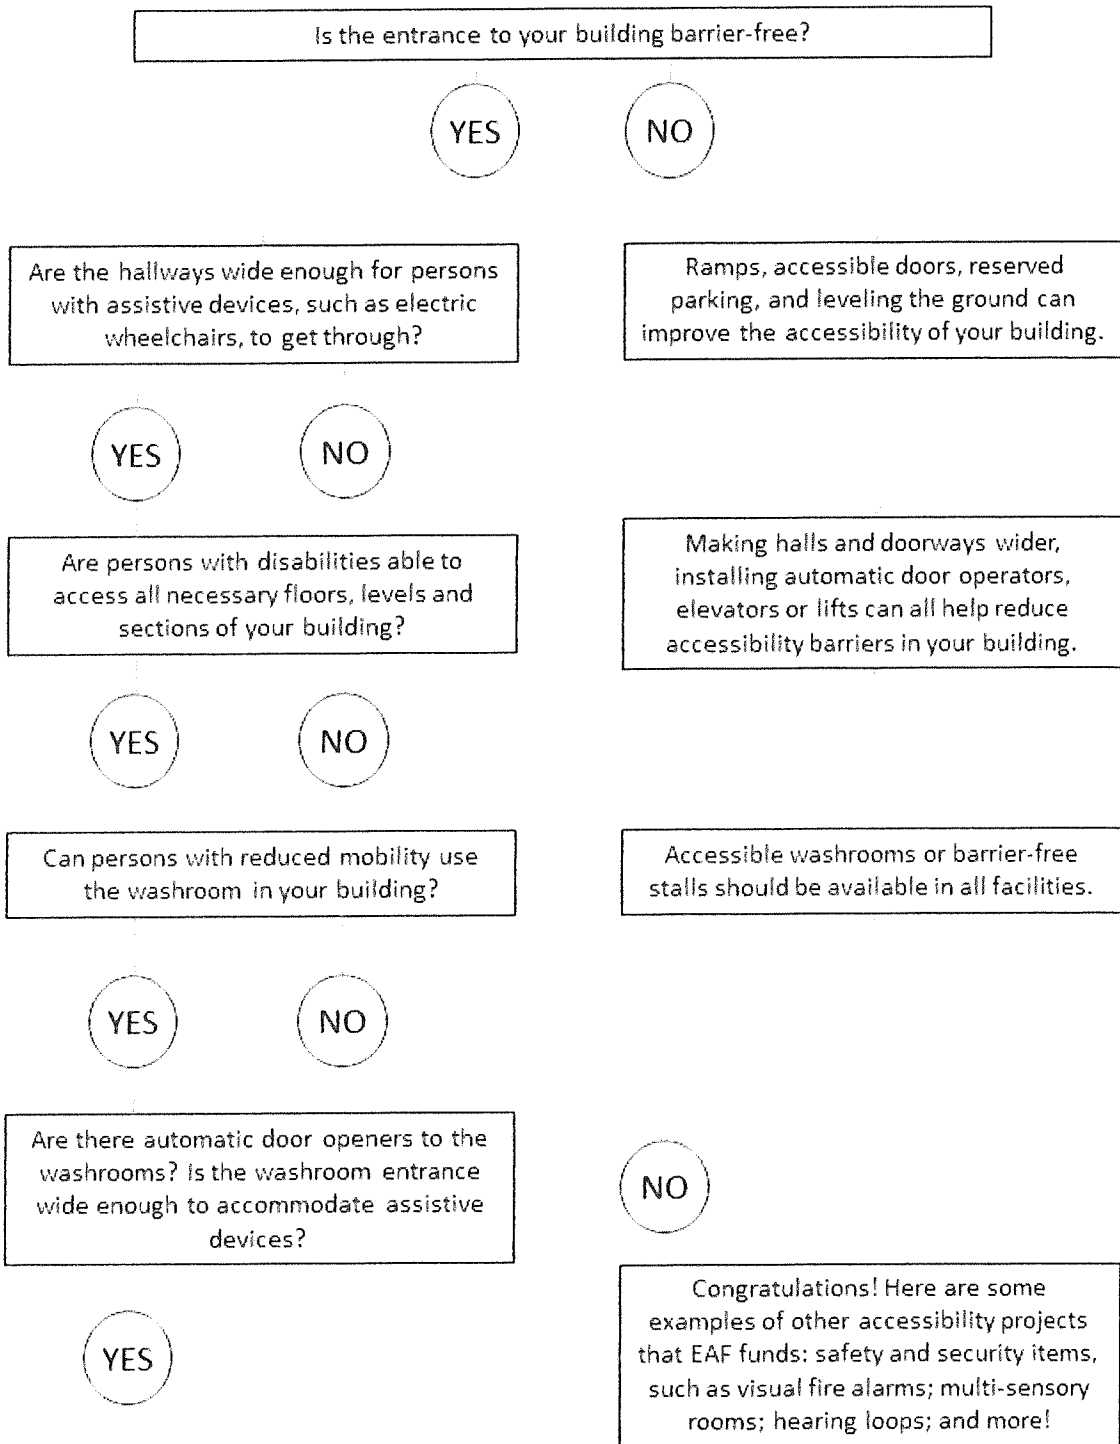 Is the entrance to your building barrier-free?
YES
NO
Are the hallways wide enough for persons
with assistive devices, such as electric
wheelchairs, to get through?
Ramps, accessible doors, reserved
parking, and leveling the ground can
improve the accessibility of your building.
YES
NO
Are persons with disabilities able to
access all necessary floors, levels and
sections of your building?
Making halls and doorways wider,
installing automatic door operators,
elevators or lifts can all help reduce
accessibility barriers in your building.
YES
NO
Can persons with reduced mobility use
the washroom in your building?
Accessible washrooms or barrier-free
stalls should be available in all facilities.
YES
NO
Are there automatic door openers to the
washrooms? Is the washroom entrance
wide enough to accommodate assistive
devices?
NO
YES
Congratulations! Here are some
examples of other accessibility projects
that EAF funds: safety and security items,
such as visual fire alarms; multi-sensory
rooms; hearing loops; and more!